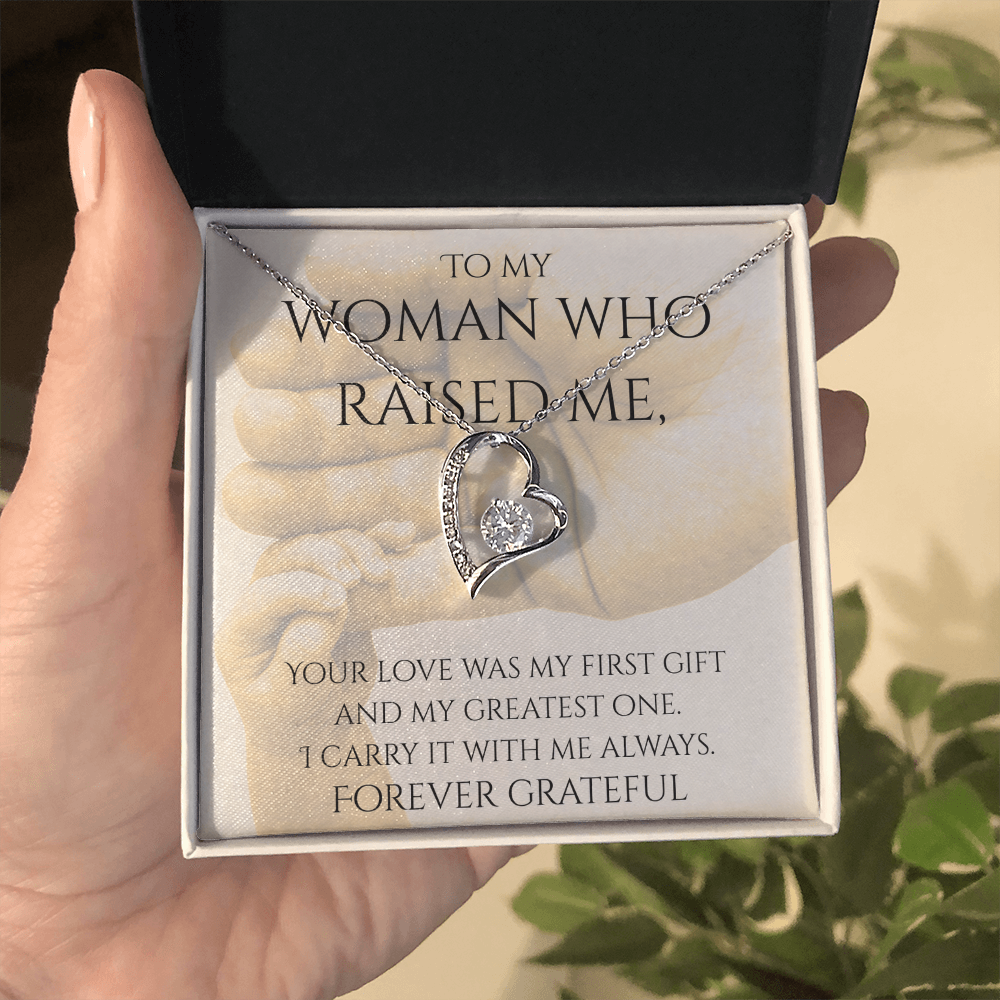 To my
woman who
raised me,
Your love was my first gift
and my greatest one.
I carry it with me always.
Forever grateful